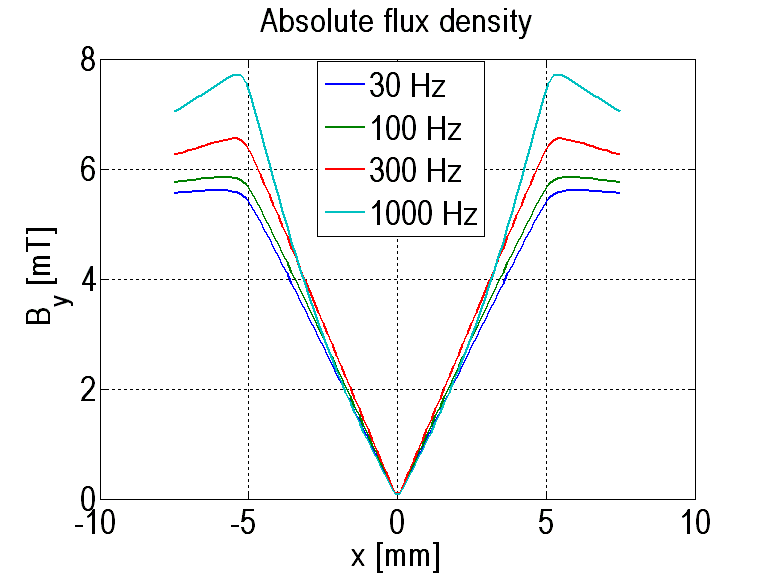 Absolute flux density
8
6
4
2
0
B_y [mT]
30 Hz
100 Hz
300 Hz
1000 Hz
-10 -5 0 5 10
x [mm]